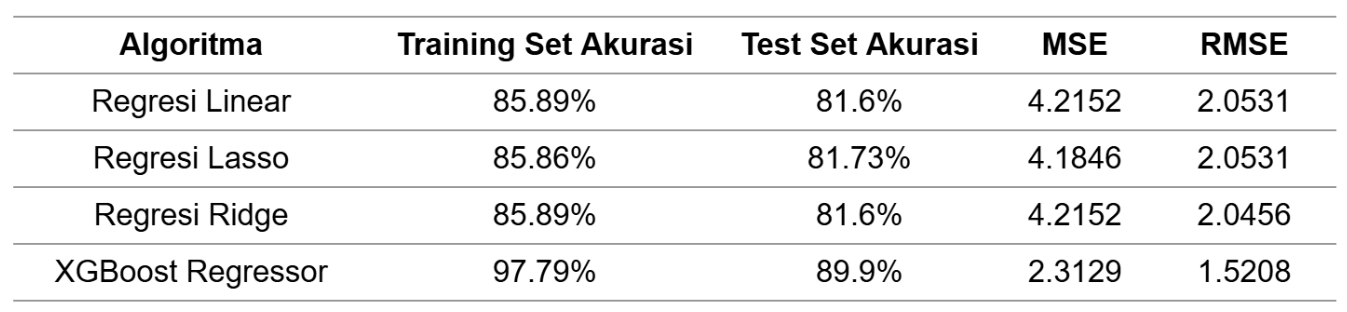 Algoritma Training Set Akurasi Test Set Akurasi MSE RMSE
Regresi Linear 85.89% 81.6% 4.2152 2.0531
Regresi Lasso 85.86% 81.73% 4.1846 2.0531
Regresi Ridge 85.89% 81.6% 4.2152 2.0456
XGBoost Regressor 97.79% 89.9% 2.3129 1.5208